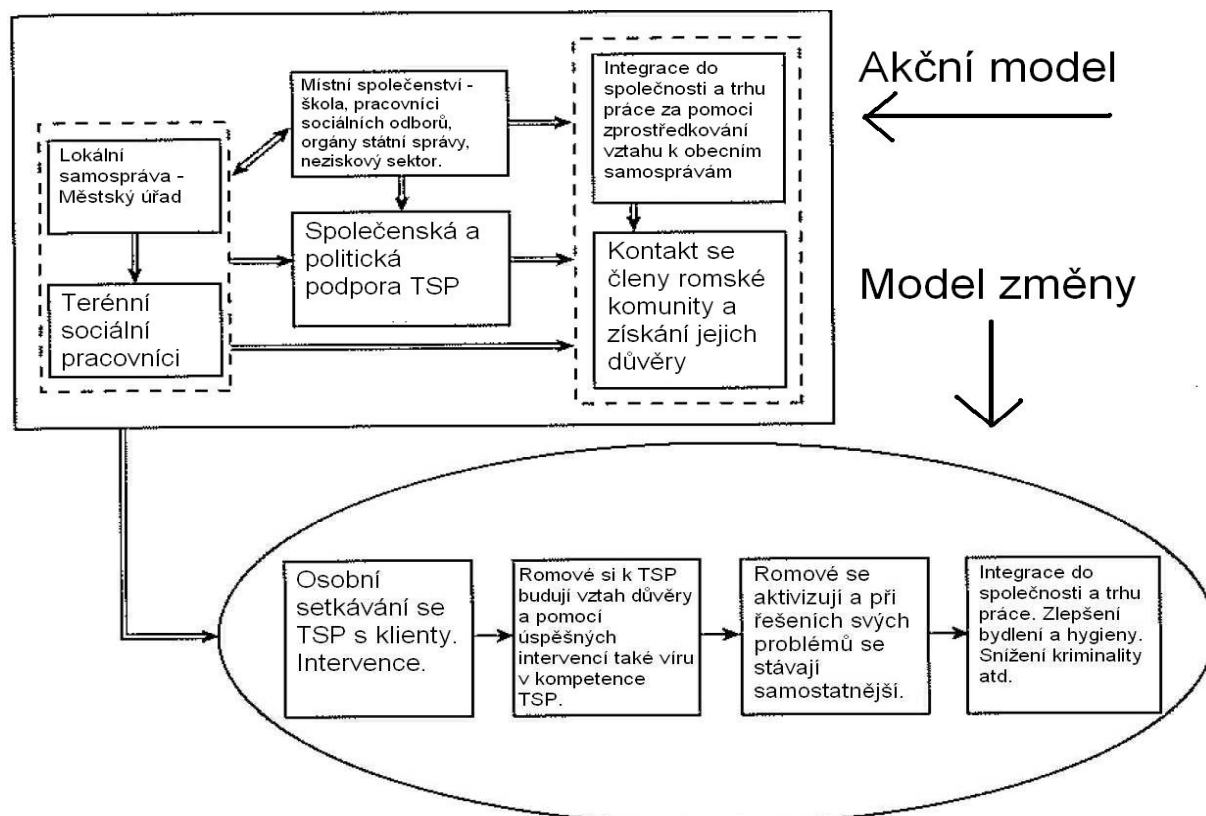 Akční model
Místní společenství -
škola, pracovníci
sociálních odborů,
orgány státní správy,
neziskový sektor.
Integrace do
společnosti a trhu
práce za pomoci
zprostředkování
vztahu k obecním
samosprávám
Lokální
samospráva -
Městský úřad
Společenská a
politická
podpora TSP
Kontakt se
členy romské
komunity a
získání jejich
důvěry
Terénní
sociální
pracovníci
Model změny
Osobní
setkávání se
TSP s klienty.
Intervence.
Romové si k TSP
budují vztah důvěry
a pomocí
úspěšných
intervencí také víru
v kompetence
TSP.
Romové se
aktivizují a při
řešeních svých
problémů se
stávají
samostatnější.
Integrace do
společnosti a trhu
práce. Zlepšení
bydlení a hygieny.
Snížení kriminality
atd.